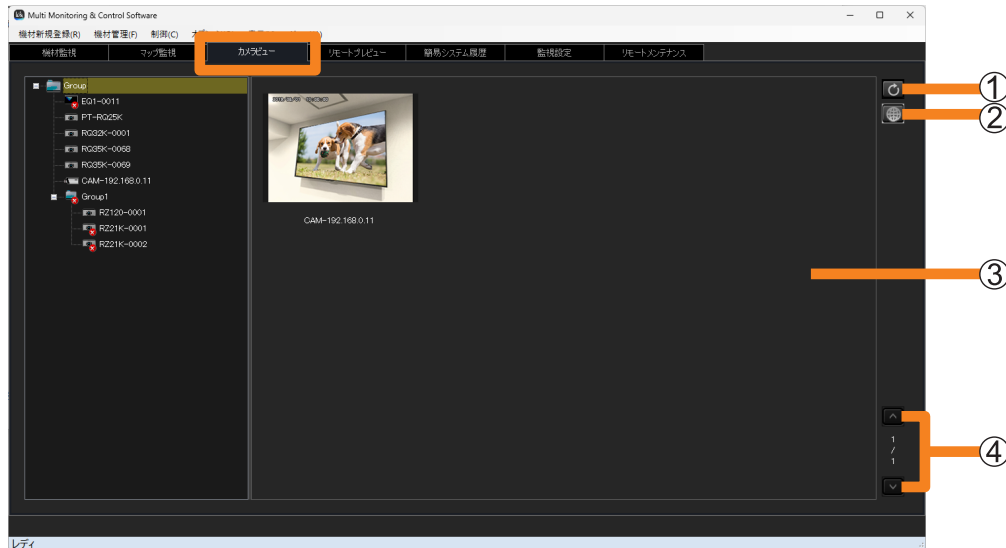 Multi Monitoring & Control Software
機材新規登録(R) 機材管理(F) 制御(C)
機材監視 マップ監視 カメラビュー リモートプレビュー 簡易システム履歴 監視設定 リモートメンテナンス
Group
EQ1-0011
PT-RQ25K
RQ32K-0001
RQ35K-0068
RQ35K-0069
CAM-192.168.0.11
Group1
RZ120-0001
RZ21K-0001
RZ21K-0002
CAM-192.168.0.11
①
②
③
④
1
/
1
レディ